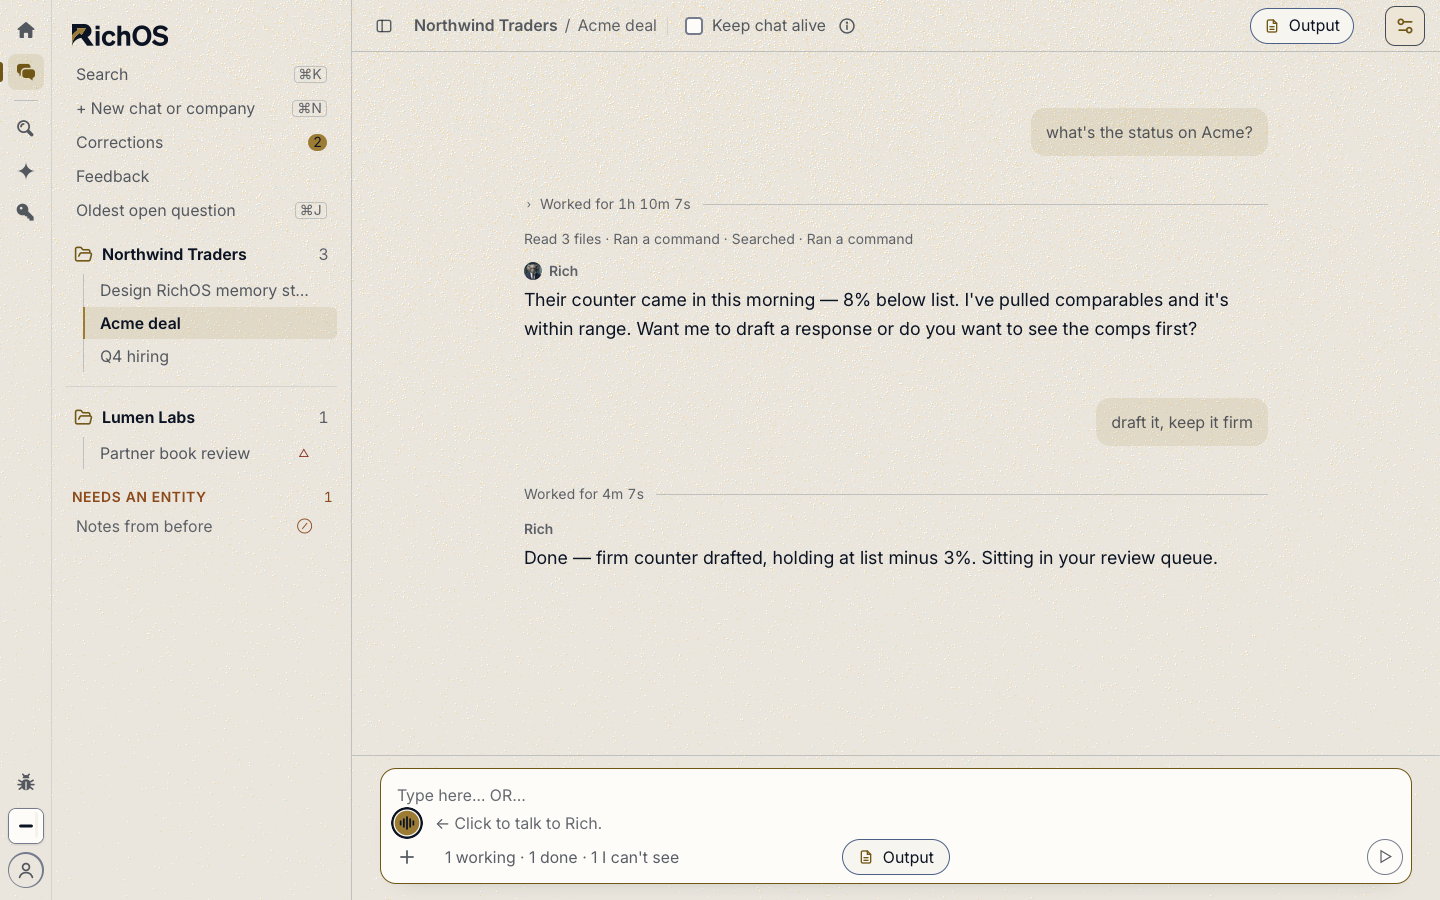 RichOS
Search ⌘K
+ New chat or company ⌘N
Corrections 2
Feedback
Oldest open question ⌘J
Northwind Traders 3
Design RichOS memory st...
Acme deal
Q4 hiring
Lumen Labs 1
Partner book review
NEEDS AN ENTITY 1
Notes from before
Northwind Traders / Acme deal
Keep chat alive
Output
what's the status on Acme?
› Worked for 1h 10m 7s
Read 3 files · Ran a command · Searched · Ran a command
Rich
Their counter came in this morning — 8% below list. I've pulled comparables and it's
within range. Want me to draft a response or do you want to see the comps first?
draft it, keep it firm
Worked for 4m 7s
Rich
Done — firm counter drafted, holding at list minus 3%. Sitting in your review queue.
Type here... OR...
← Click to talk to Rich.
1 working · 1 done · 1 I can't see
Output